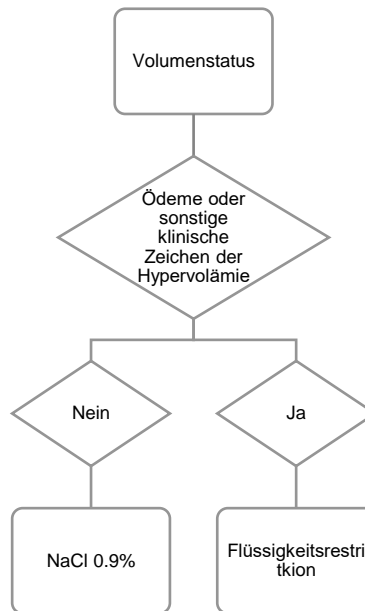 Volumenstatus
Ödeme oder
sonstige
klinische
Zeichen der
Hypervolämie
Nein
Ja
NaCl 0.9%
Flüssigkeitsrestri
tkion